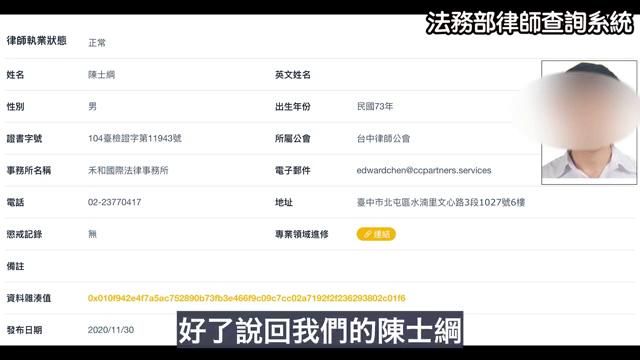 法務部律師查詢系統
律師執業狀態 正常
姓名 陳士綱 英文姓名
性別 男 出生年份 民國73年
證書字號 104臺檢證字第11943號 所屬公會 台中律師公會
事務所名稱 禾和國際法律事務所 電子郵件 edwardchen@ccpartners.services
電話 02-23770417 地址 臺中市北屯區水湳里文心路3段1027號6樓
懲戒記錄 無 專業領域進修 連結
備註
資料雜湊值 0x010f942e4f7a5ac752890b73fb3e466f9c09c7cc02a7192f2f236293802c01f6
發布日期 2020/11/30
好了說回我們的陳士綱